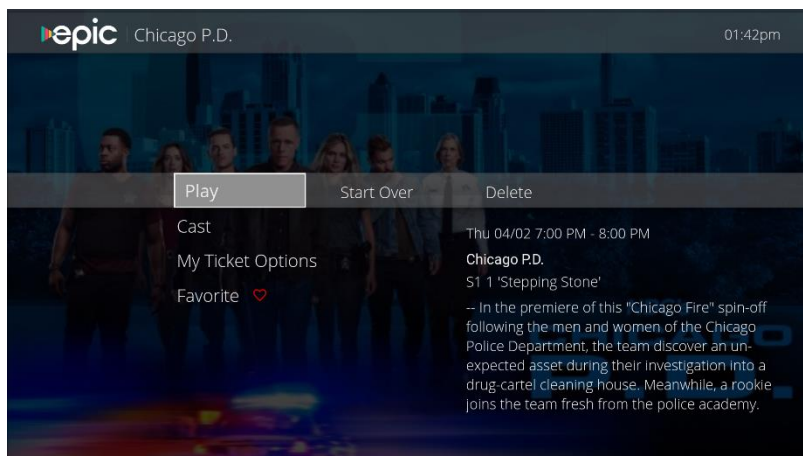 epic Chicago P.D. 01:42pm
Play Start Over Delete
Cast
My Ticket Options
Favorite
Thu 04/02 7:00 PM - 8:00 PM
Chicago P.D.
S1 1 'Stepping Stone'
-- In the premiere of this "Chicago Fire" spin-off
following the men and women of the Chicago
Police Department, the team discover an un-
expected asset during their investigation into a
drug-cartel cleaning house. Meanwhile, a rookie
joins the team fresh from the police academy.
CHICAGO
P.D.